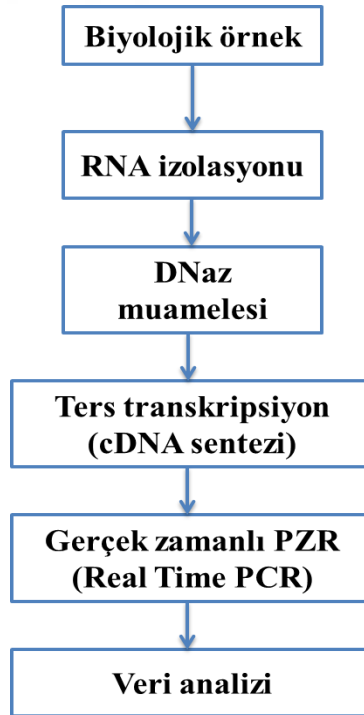 Biyolojik örnek
RNA izolasyonu
DNaz
muamelesi
Ters transkripsiyon
(cDNA sentezi)
Gerçek zamanlı PZR
(Real Time PCR)
Veri analizi